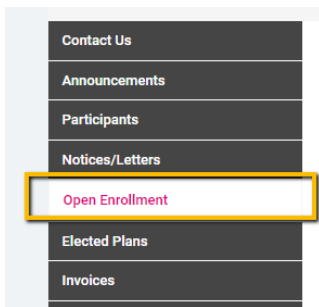 Contact Us
Announcements
Participants
Notices/Letters
Open Enrollment
Elected Plans
Invoices